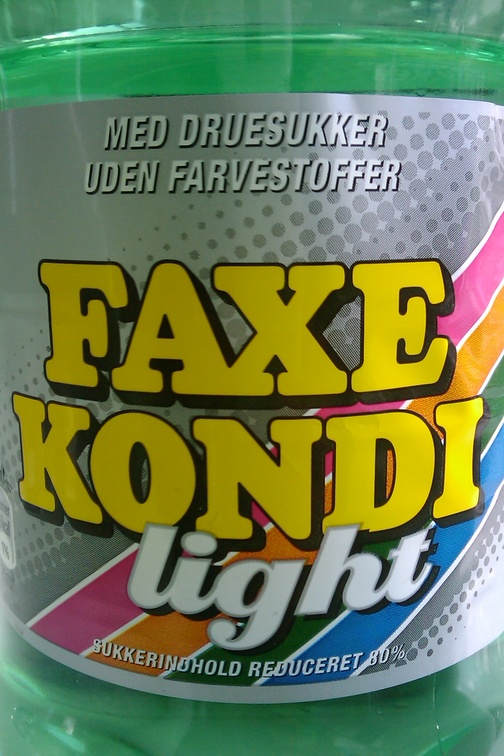 MED DRUESUKKER
UDEN FARVESTOFFER
FAXE
KONDI
light
SUKKERINDHOLD REDUCERET 80%